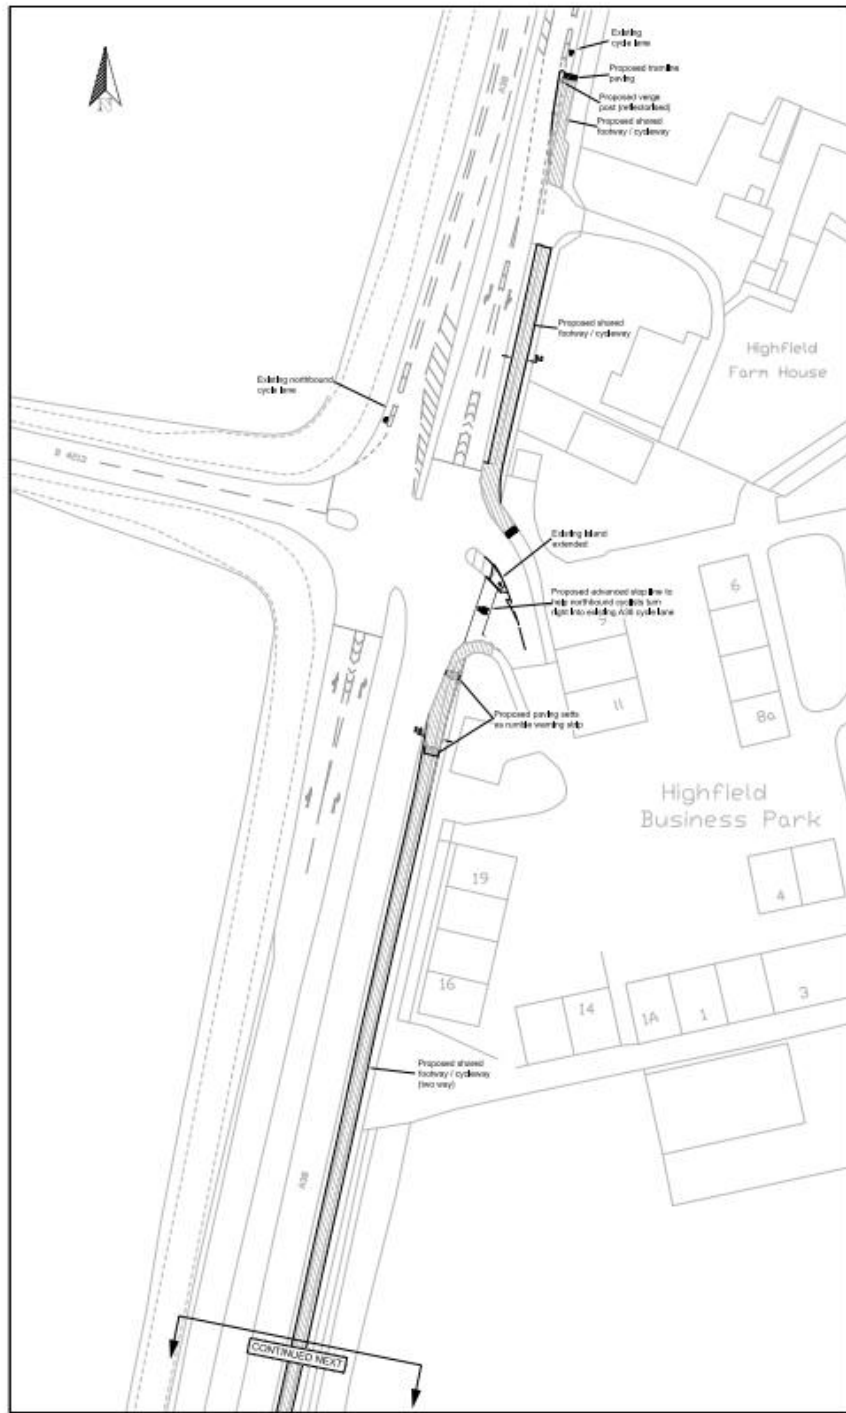 Existing
cycle lane
Proposed tramline
paving
Proposed verge
post (reflectorised)
Proposed shared
footway / cycleway
A38
N
Proposed shared
footway / cycleway
Highfield
Farm House
Existing northbound
cycle lane
B 4213
Existing island
extended
Proposed advanced stop line to
help northbound cyclists turn
right into existing A38 cycle lane
6
11
8a
Proposed paving setts
as rumble warning strip
Highfield
Business Park
19
4
16
14
1A
1
3
Proposed shared
footway / cycleway
(two way)
A38
CONTINUED NEXT